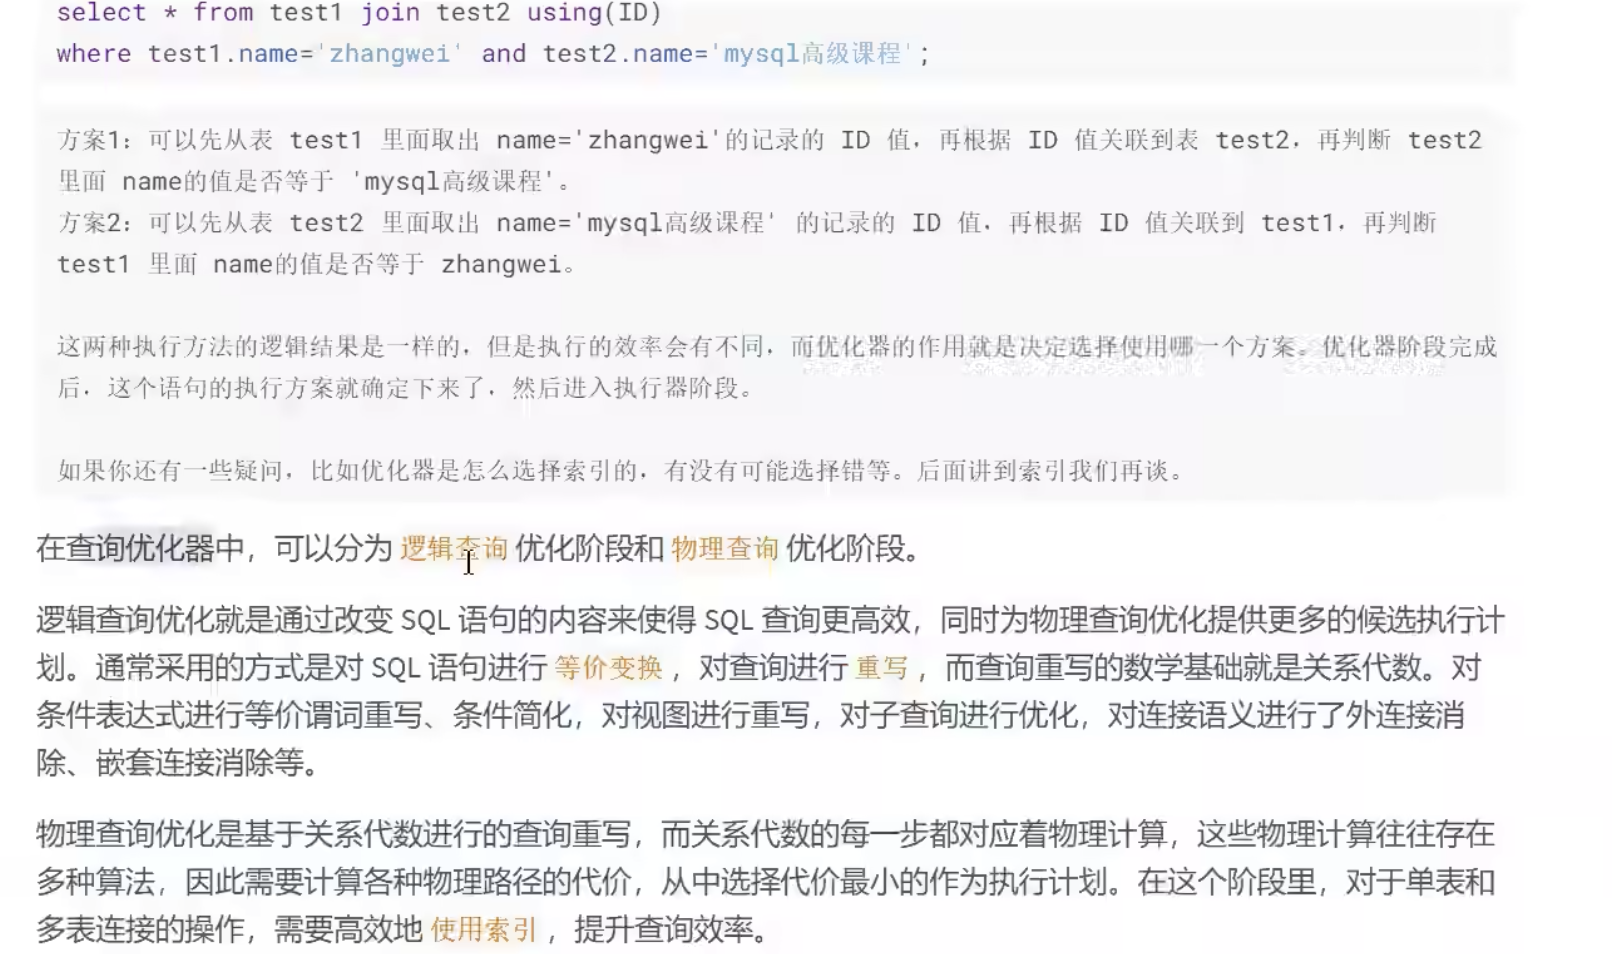 select * from test1 join test2 using(ID)
where test1.name='zhangwei' and test2.name='mysql高级课程';
方案1：可以先从表 test1 里面取出 name='zhangwei'的记录的 ID 值，再根据 ID 值关联到表 test2，再判断 test2
里面 name的值是否等于 'mysql高级课程'。
方案2：可以先从表 test2 里面取出 name='mysql高级课程' 的记录的 ID 值，再根据 ID 值关联到 test1，再判断
test1 里面 name的值是否等于 zhangwei。
这两种执行方法的逻辑结果是一样的，但是执行的效率会有不同，而优化器的作用就是决定选择使用哪一个方案。优化器阶段完成
后，这个语句的执行方案就确定下来了，然后进入执行器阶段。
如果你还有一些疑问，比如优化器是怎么选择索引的，有没有可能选择错等。后面讲到索引我们再谈。
在查询优化器中，可以分为 逻辑查询 优化阶段和 物理查询 优化阶段。
逻辑查询优化就是通过改变 SQL 语句的内容来使得 SQL 查询更高效，同时为物理查询优化提供更多的候选执行计
划。通常采用的方式是对 SQL 语句进行 等价变换 ，对查询进行 重写 ，而查询重写的数学基础就是关系代数。对
条件表达式进行等价谓词重写、条件简化，对视图进行重写，对子查询进行优化，对连接语义进行了外连接消
除、嵌套连接消除等。
物理查询优化是基于关系代数进行的查询重写，而关系代数的每一步都对应着物理计算，这些物理计算往往存在
多种算法，因此需要计算各种物理路径的代价，从中选择代价最小的作为执行计划。在这个阶段里，对于单表和
多表连接的操作，需要高效地 使用索引 ，提升查询效率。